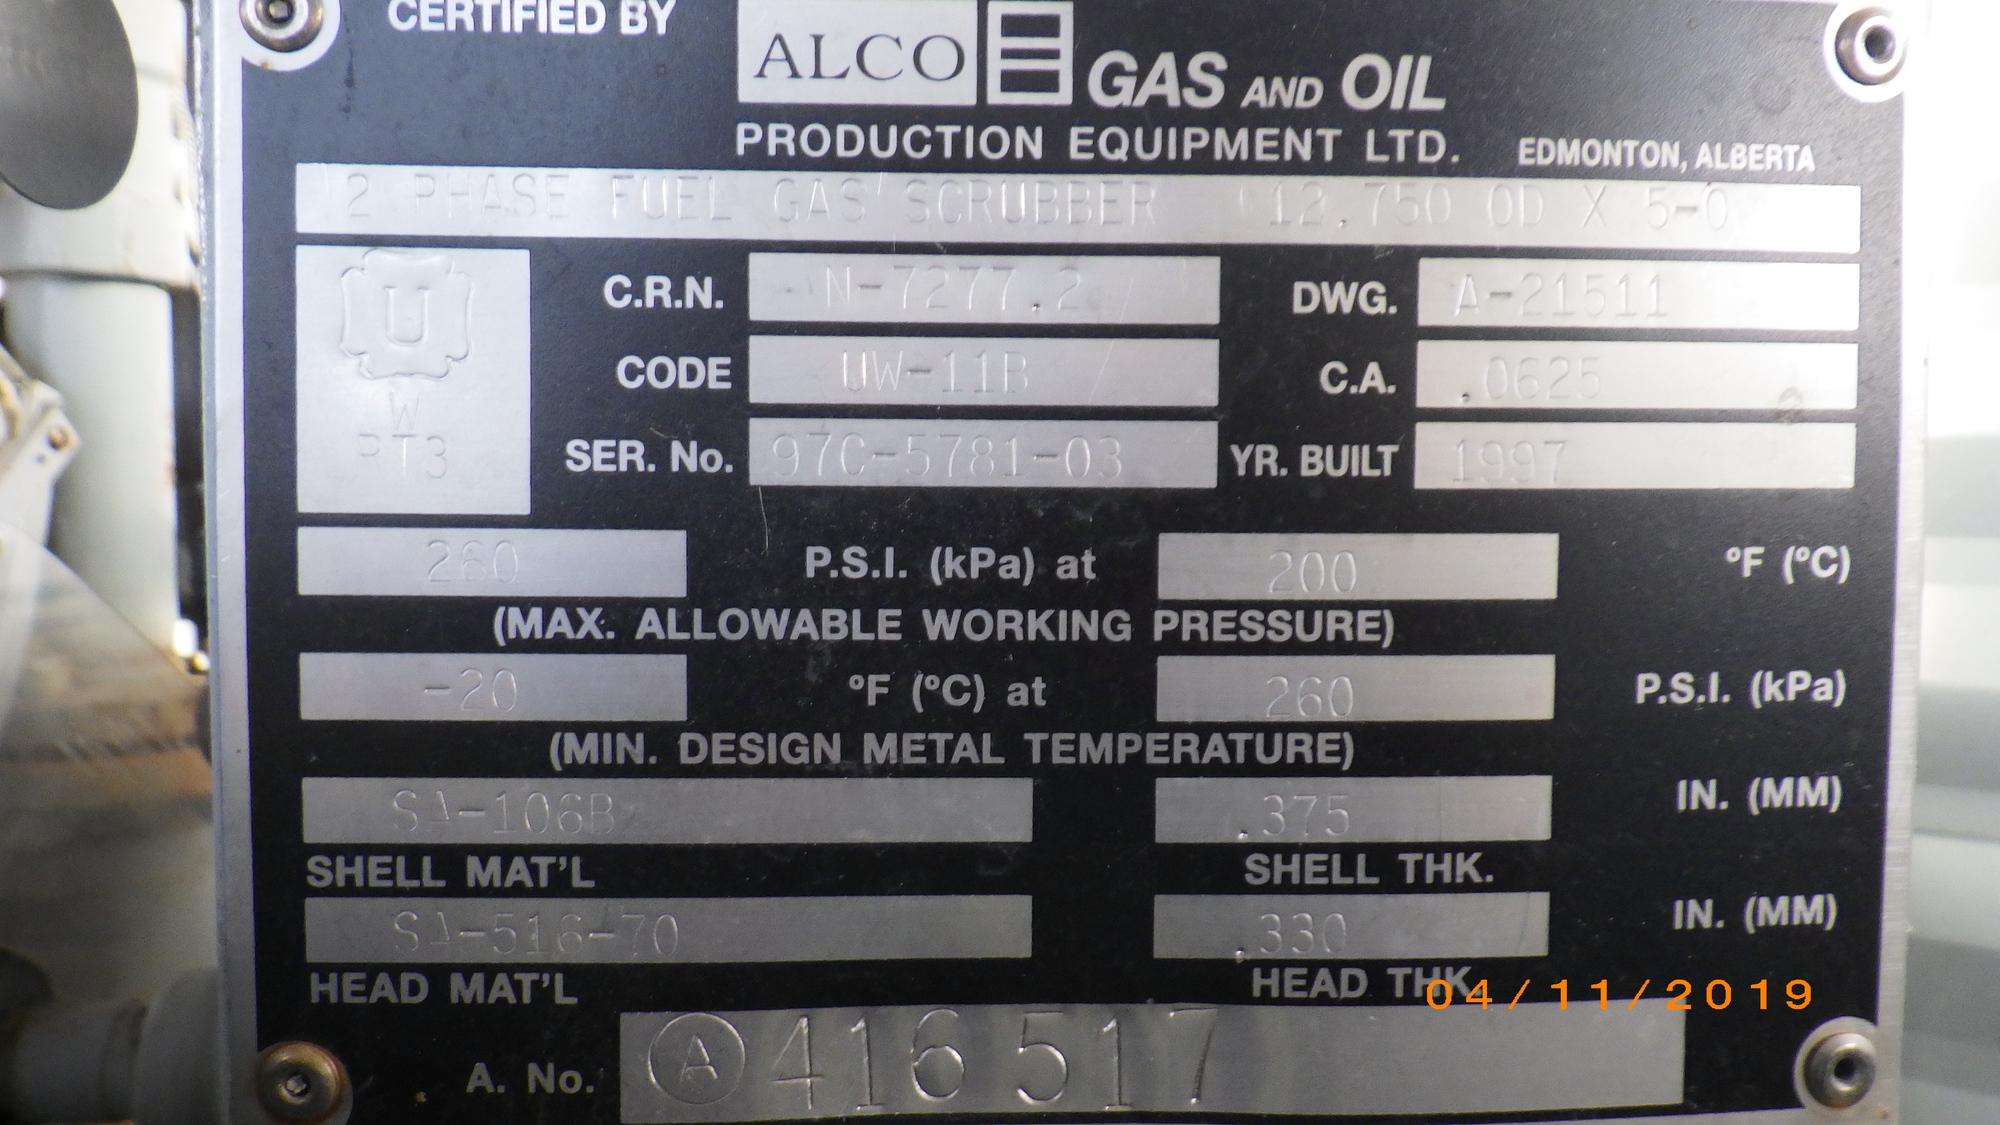 CERTIFIED BY ALCO GAS AND OIL
PRODUCTION EQUIPMENT LTD. EDMONTON, ALBERTA
2 PHASE FUEL GAS SCRUBBER 12.750 OD X 5-0
U
W
RT3
C.R.N. N-7277.2 DWG. A-21511
CODE UW-11B C.A. .0625
SER. No. 97C-5781-03 YR. BUILT 1997
260 P.S.I. (kPa) at 200 °F (°C)
(MAX. ALLOWABLE WORKING PRESSURE)
-20 °F (°C) at 260 P.S.I. (kPa)
(MIN. DESIGN METAL TEMPERATURE)
SA-106B .375 IN. (MM)
SHELL MAT'L SHELL THK.
SA-516-70 .330 IN. (MM)
HEAD MAT'L HEAD THK.
04/11/2019
A. No. A 416517